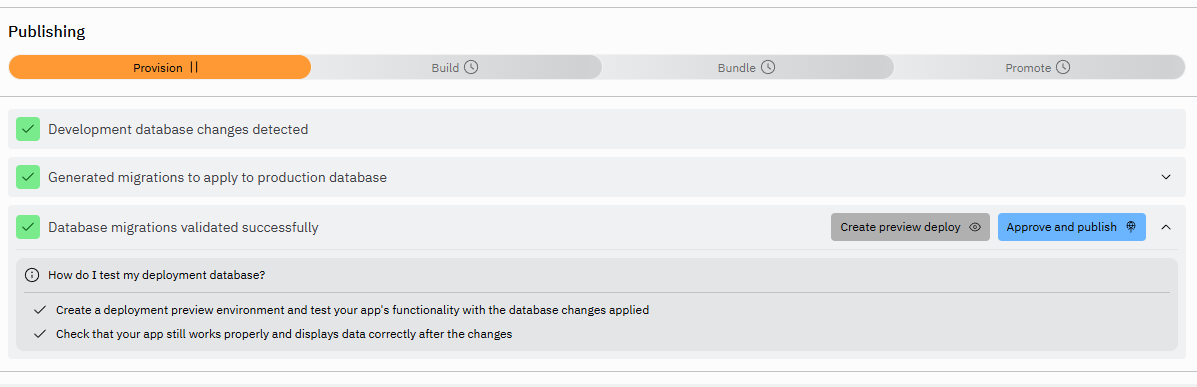 Publishing
Provision
Build
Bundle
Promote
Development database changes detected
Generated migrations to apply to production database
Database migrations validated successfully
Create preview deploy
Approve and publish
How do I test my deployment database?
Create a deployment preview environment and test your app's functionality with the database changes applied
Check that your app still works properly and displays data correctly after the changes